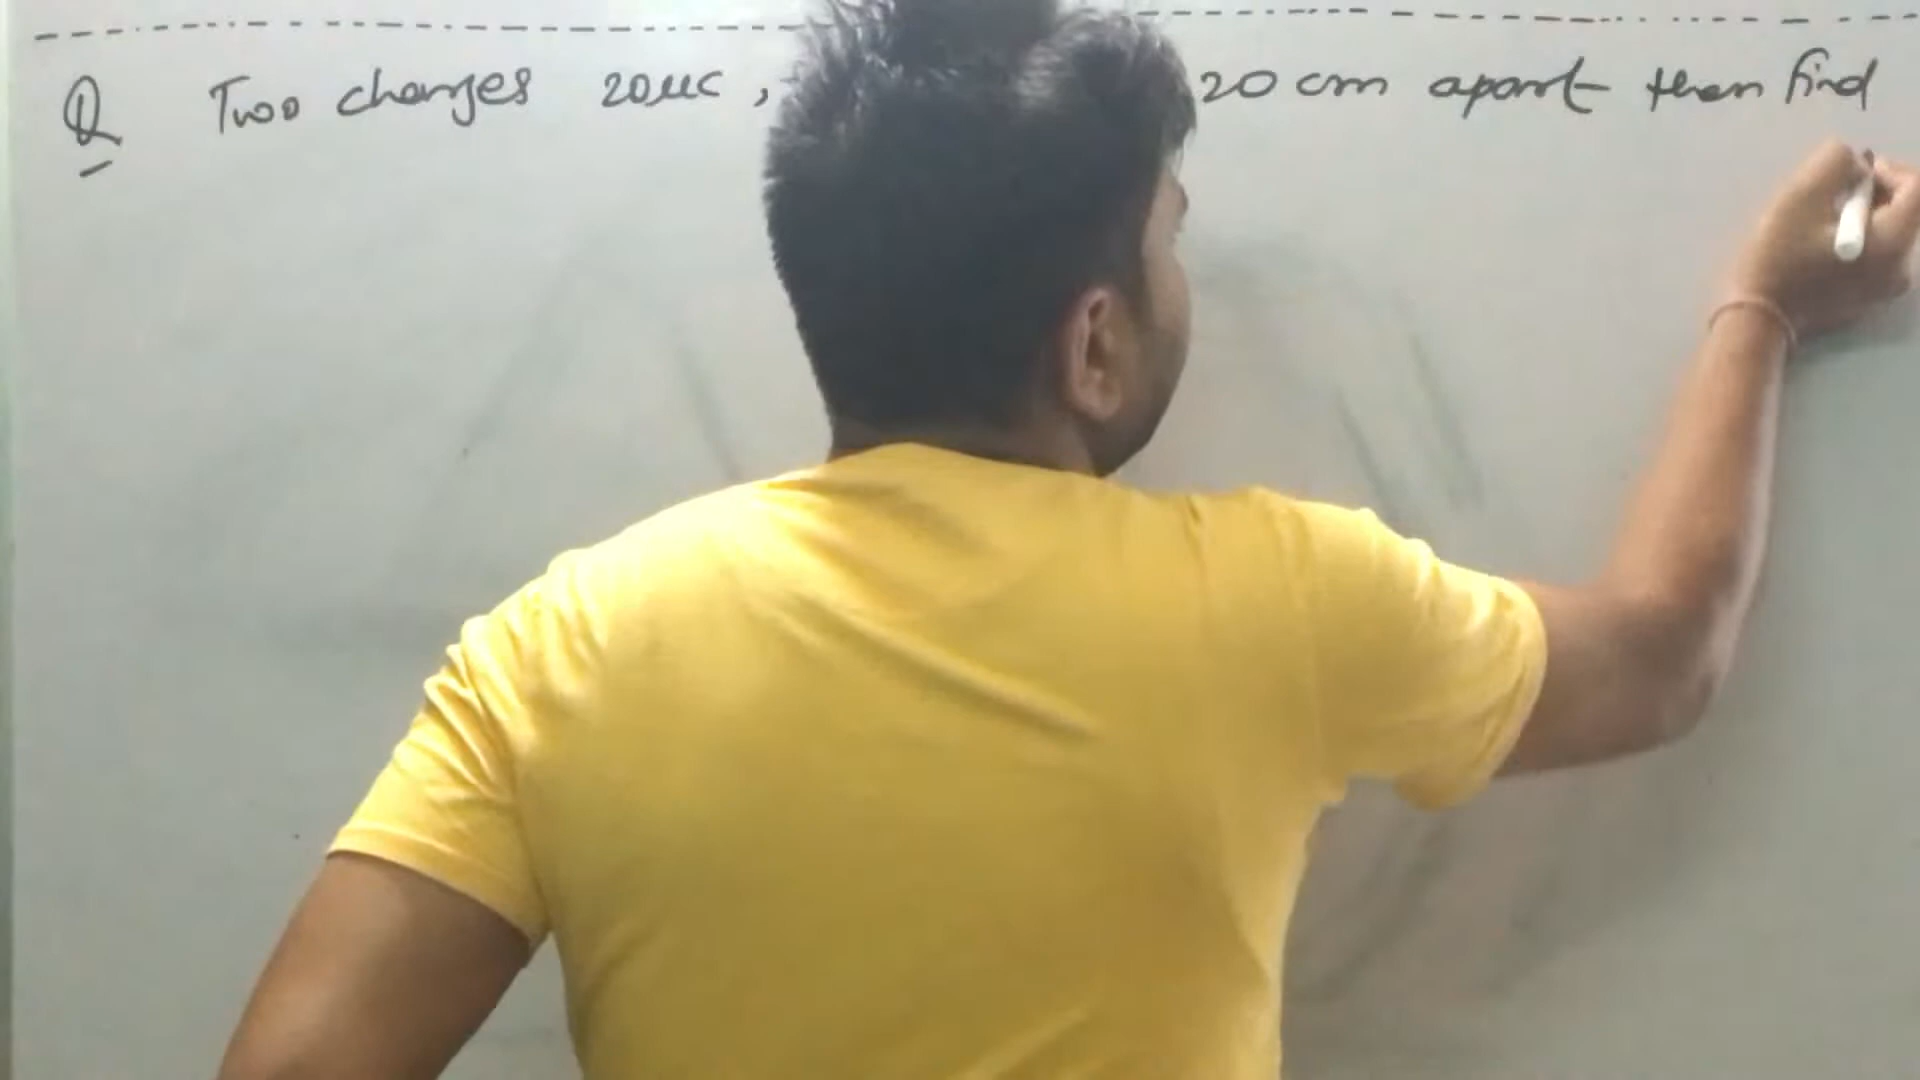 Q Two charges 20μc, 20 cm apart then find